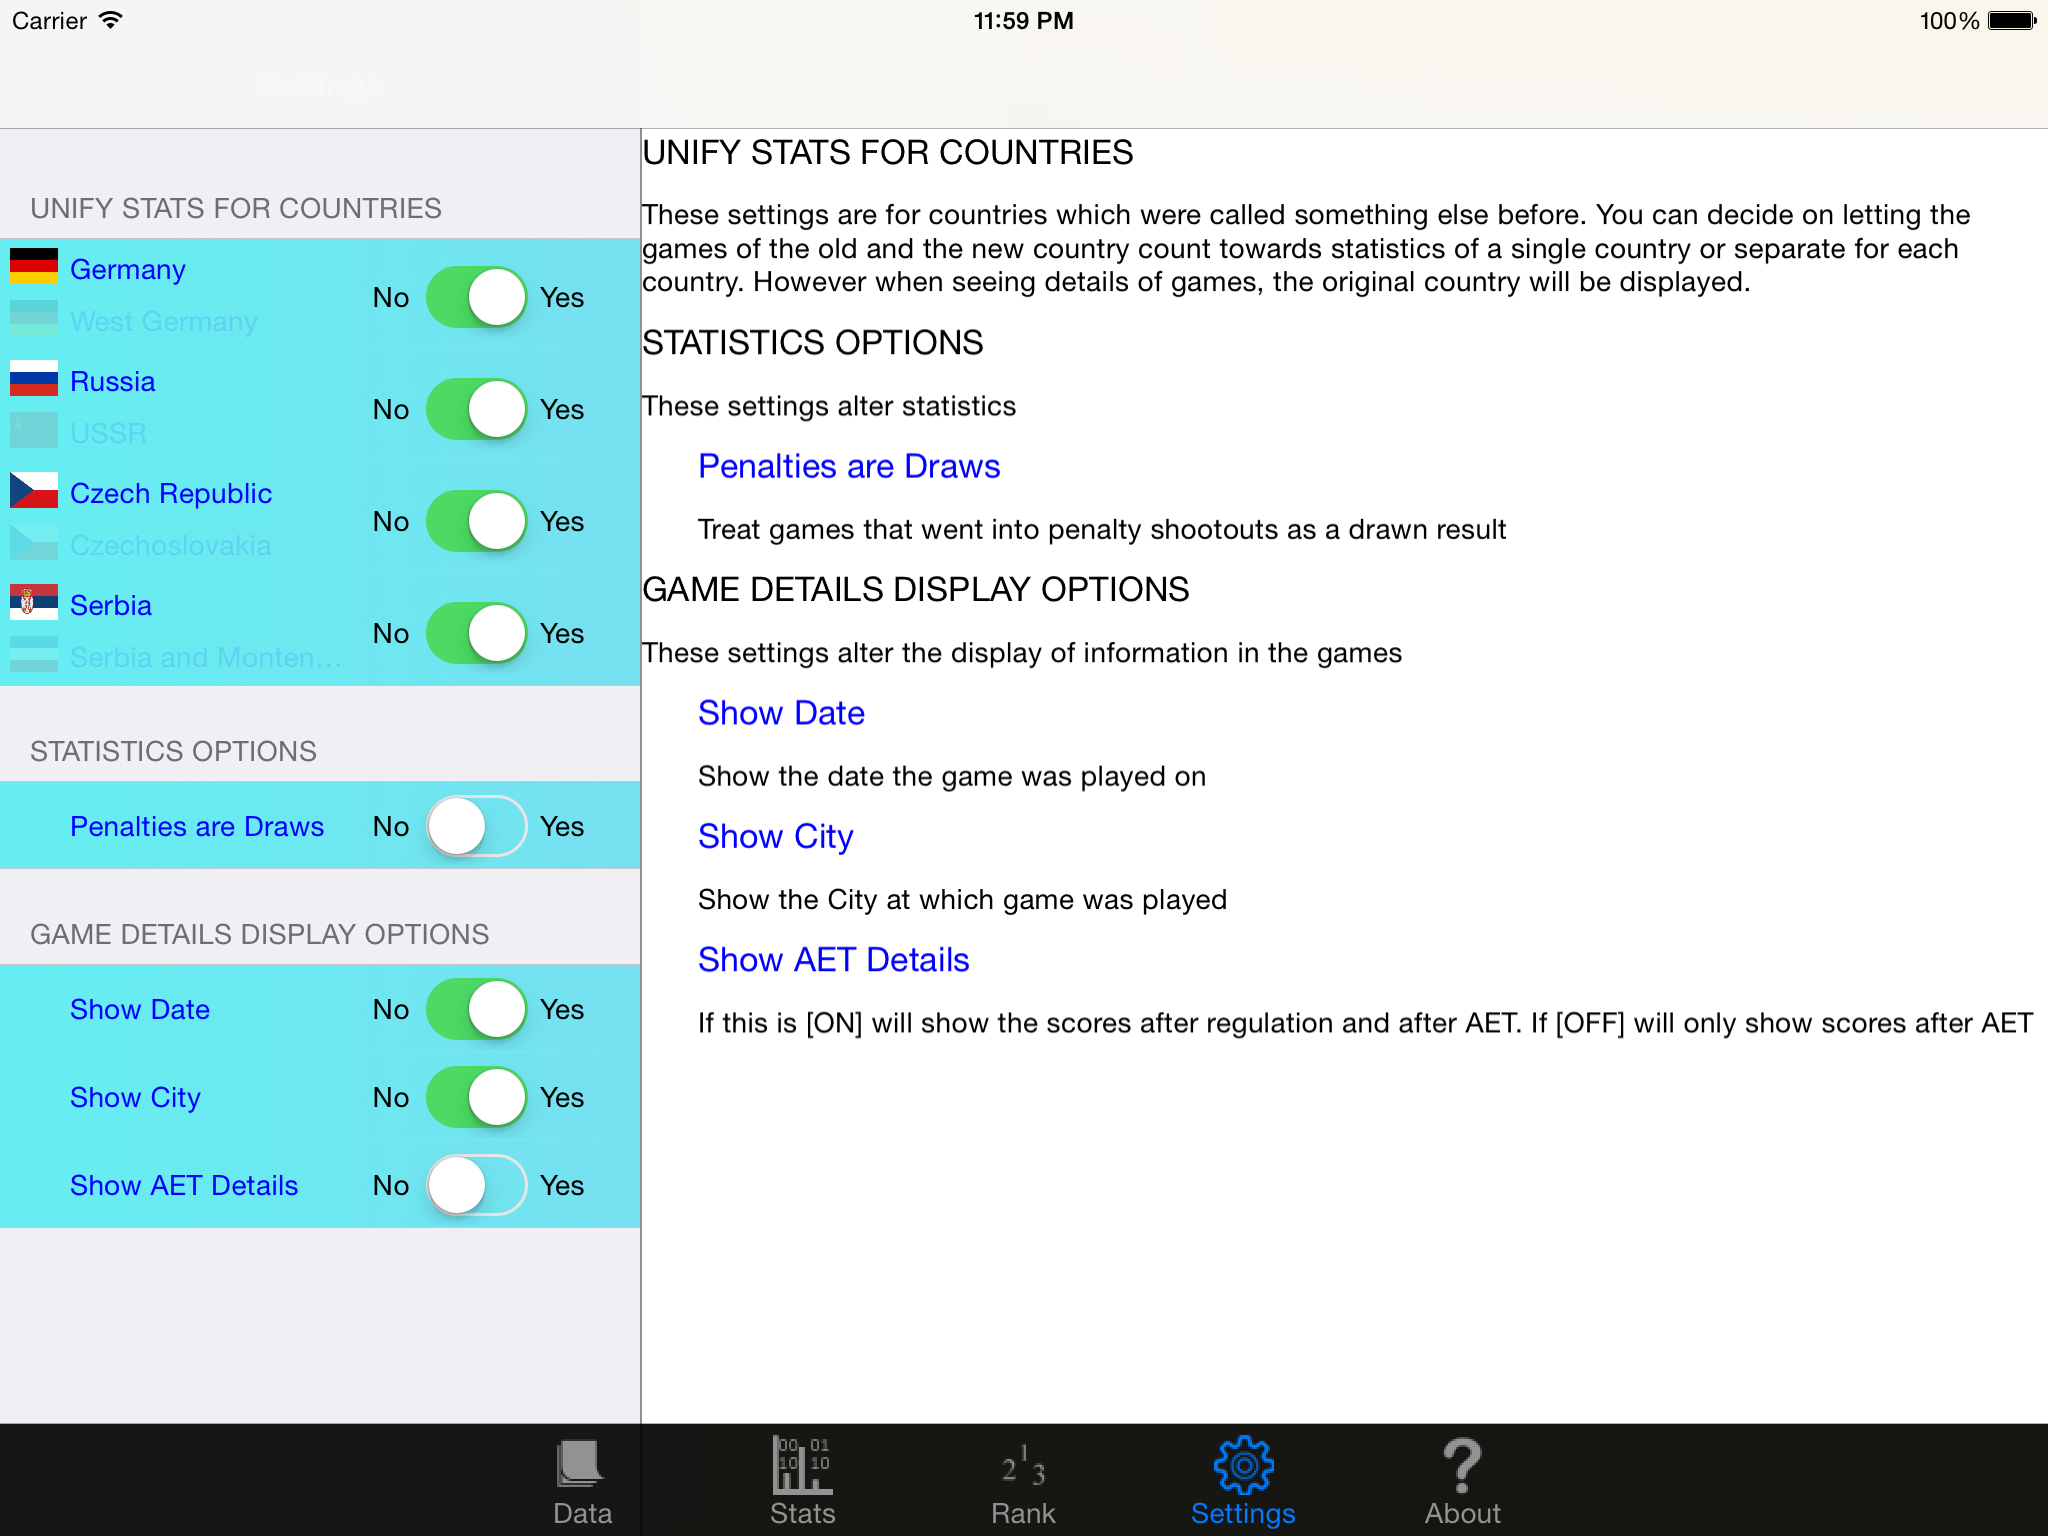 Carrier
11:59 PM
100%
Settings
UNIFY STATS FOR COUNTRIES
Germany
West Germany
No Yes
Russia
USSR
No Yes
Czech Republic
Czechoslovakia
No Yes
Serbia
Serbia and Monten...
No Yes
STATISTICS OPTIONS
Penalties are Draws No Yes
GAME DETAILS DISPLAY OPTIONS
Show Date No Yes
Show City No Yes
Show AET Details No Yes
UNIFY STATS FOR COUNTRIES
These settings are for countries which were called something else before. You can decide on letting the
games of the old and the new country count towards statistics of a single country or separate for each
country. However when seeing details of games, the original country will be displayed.
STATISTICS OPTIONS
These settings alter statistics
Penalties are Draws
Treat games that went into penalty shootouts as a drawn result
GAME DETAILS DISPLAY OPTIONS
These settings alter the display of information in the games
Show Date
Show the date the game was played on
Show City
Show the City at which game was played
Show AET Details
If this is [ON] will show the scores after regulation and after AET. If [OFF] will only show scores after AET
00 01
10 10
2 1 3
Data
Stats
Rank
Settings
About